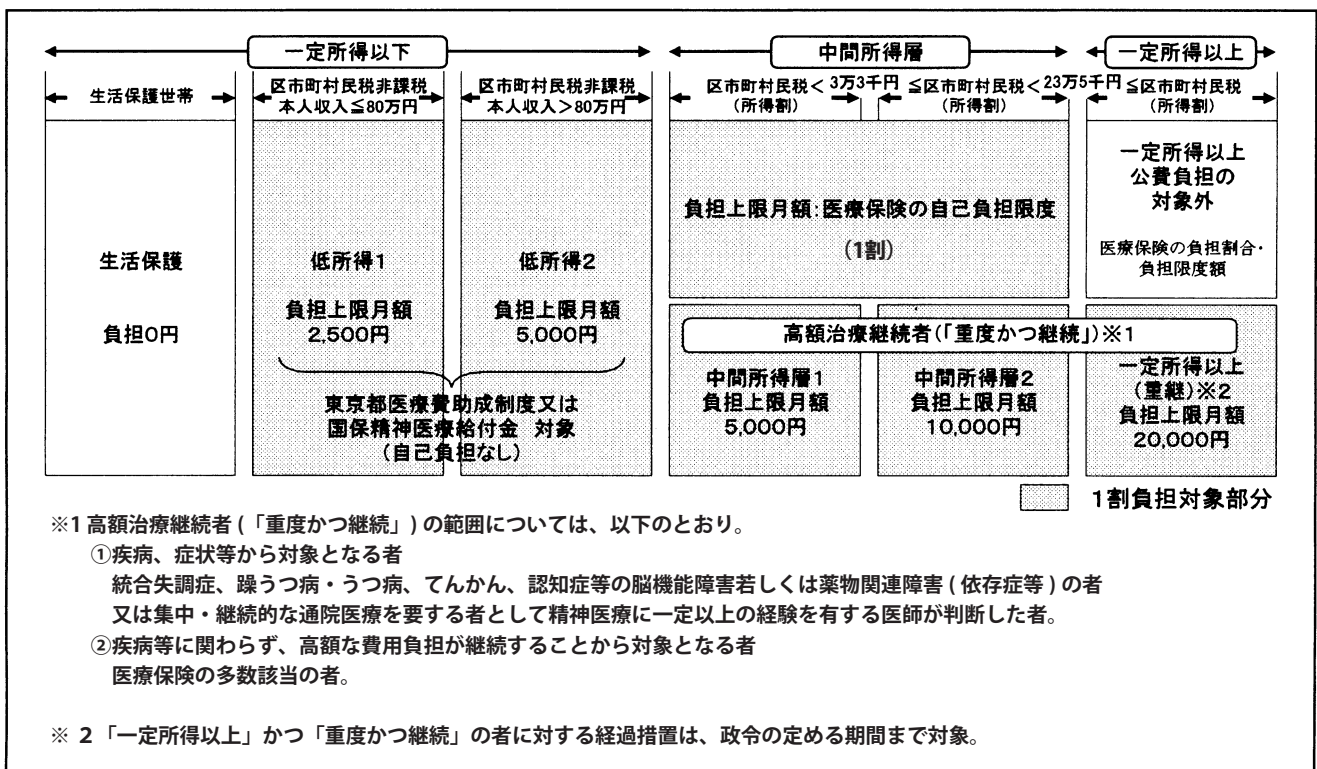 一定所得以下
中間所得層
一定所得以上
生活保護世帯
区市町村民税非課税
本人収入≦80万円
区市町村民税非課税
本人収入>80万円
区市町村民税< 3万3千円 ≦区市町村民税< 23万5千円 ≦区市町村民税
(所得割)
(所得割)
(所得割)
生活保護
負担0円
低所得1
負担上限月額
2,500円
低所得2
負担上限月額
5,000円
東京都医療費助成制度又は
国保精神医療給付金 対象
(自己負担なし)
負担上限月額:医療保険の自己負担限度
(1割)
一定所得以上
公費負担の
対象外
医療保険の負担割合・
負担限度額
高額治療継続者(「重度かつ継続」)※1
中間所得層1
負担上限月額
5,000円
中間所得層2
負担上限月額
10,000円
一定所得以上
(重継)※2
負担上限月額
20,000円
1割負担対象部分
※1 高額治療継続者 (「重度かつ継続」) の範囲については、以下のとおり。
①疾病、症状等から対象となる者
統合失調症、躁うつ病・うつ病、てんかん、認知症等の脳機能障害若しくは薬物関連障害 ( 依存症等 ) の者
又は集中・継続的な通院医療を要する者として精神医療に一定以上の経験を有する医師が判断した者。
②疾病等に関わらず、高額な費用負担が継続することから対象となる者
医療保険の多数該当の者。
※ 2 「一定所得以上」かつ「重度かつ継続」の者に対する経過措置は、政令の定める期間まで対象。